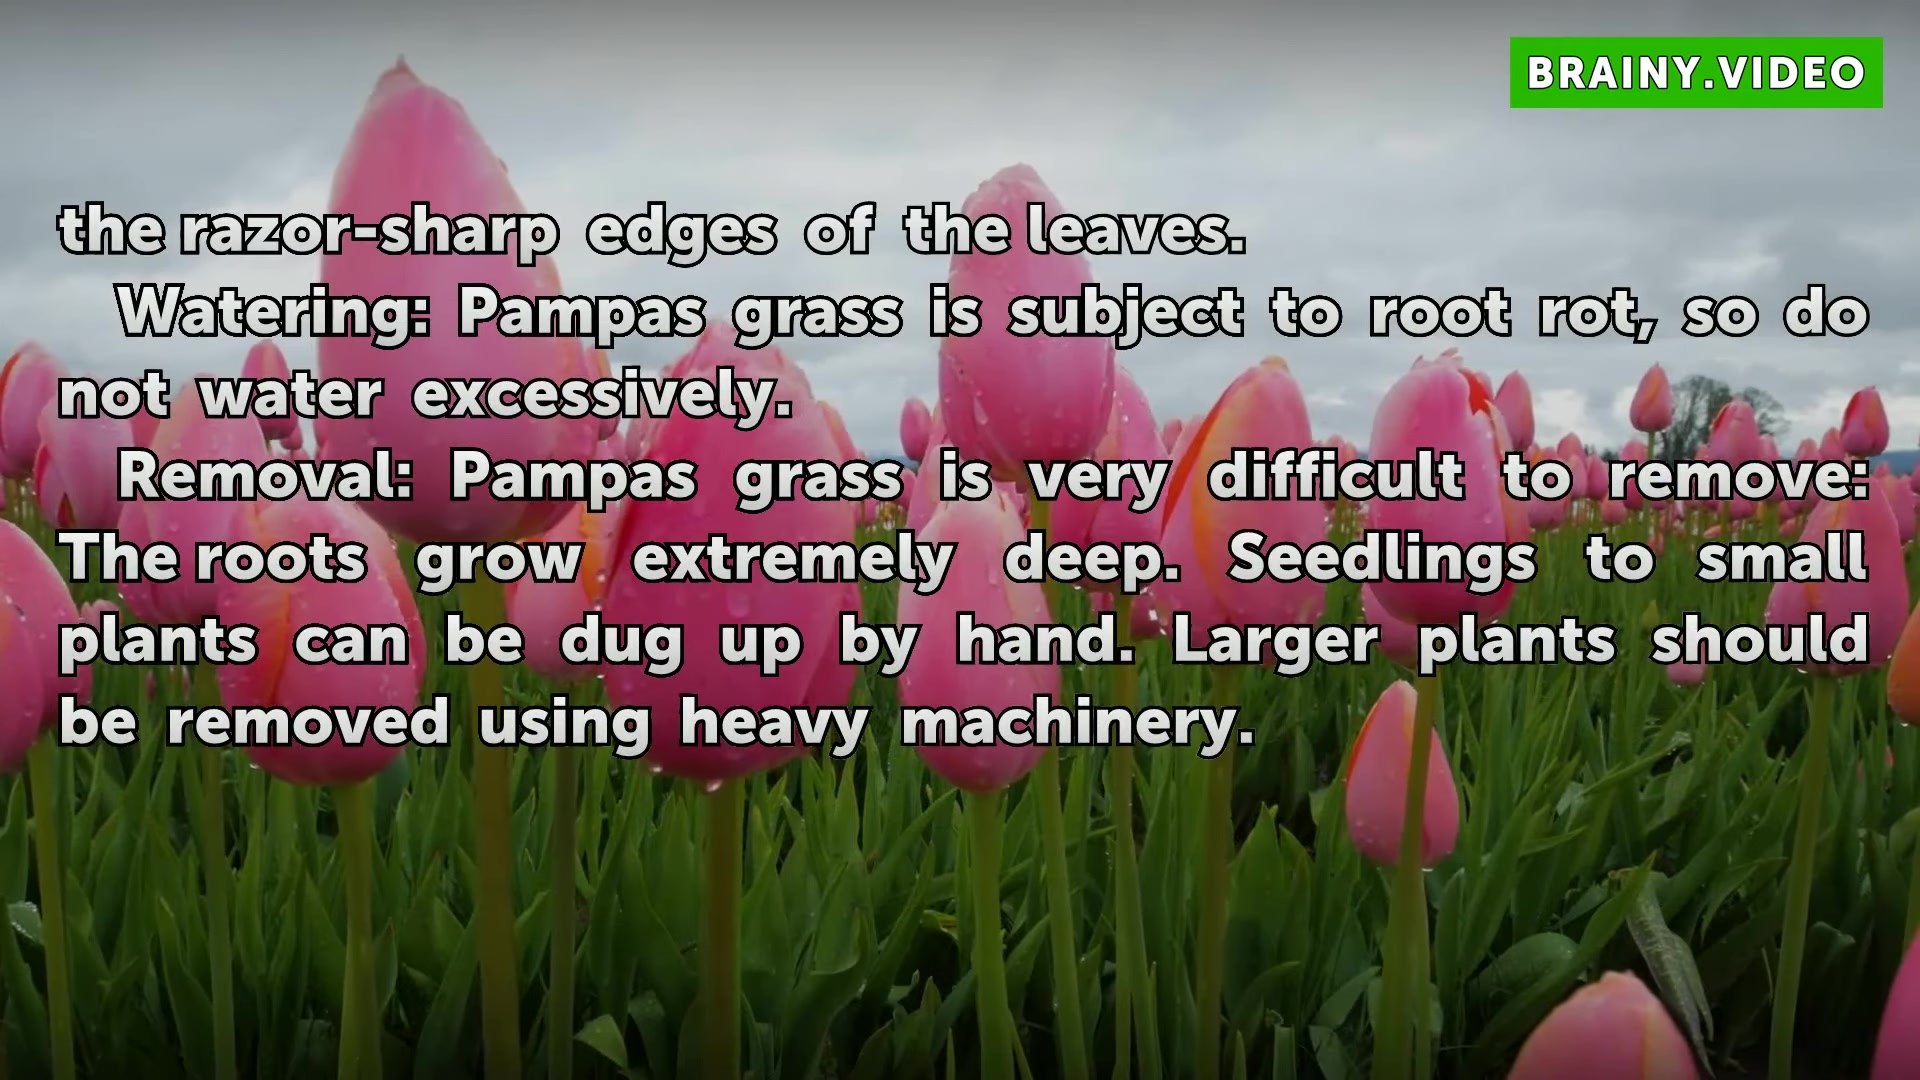 BRAINY.VIDEO
the razor-sharp edges of the leaves.
Watering: Pampas grass is subject to root rot, so do
not water excessively.
Removal: Pampas grass is very difficult to remove:
The roots grow extremely deep. Seedlings to small
plants can be dug up by hand. Larger plants should
be removed using heavy machinery.